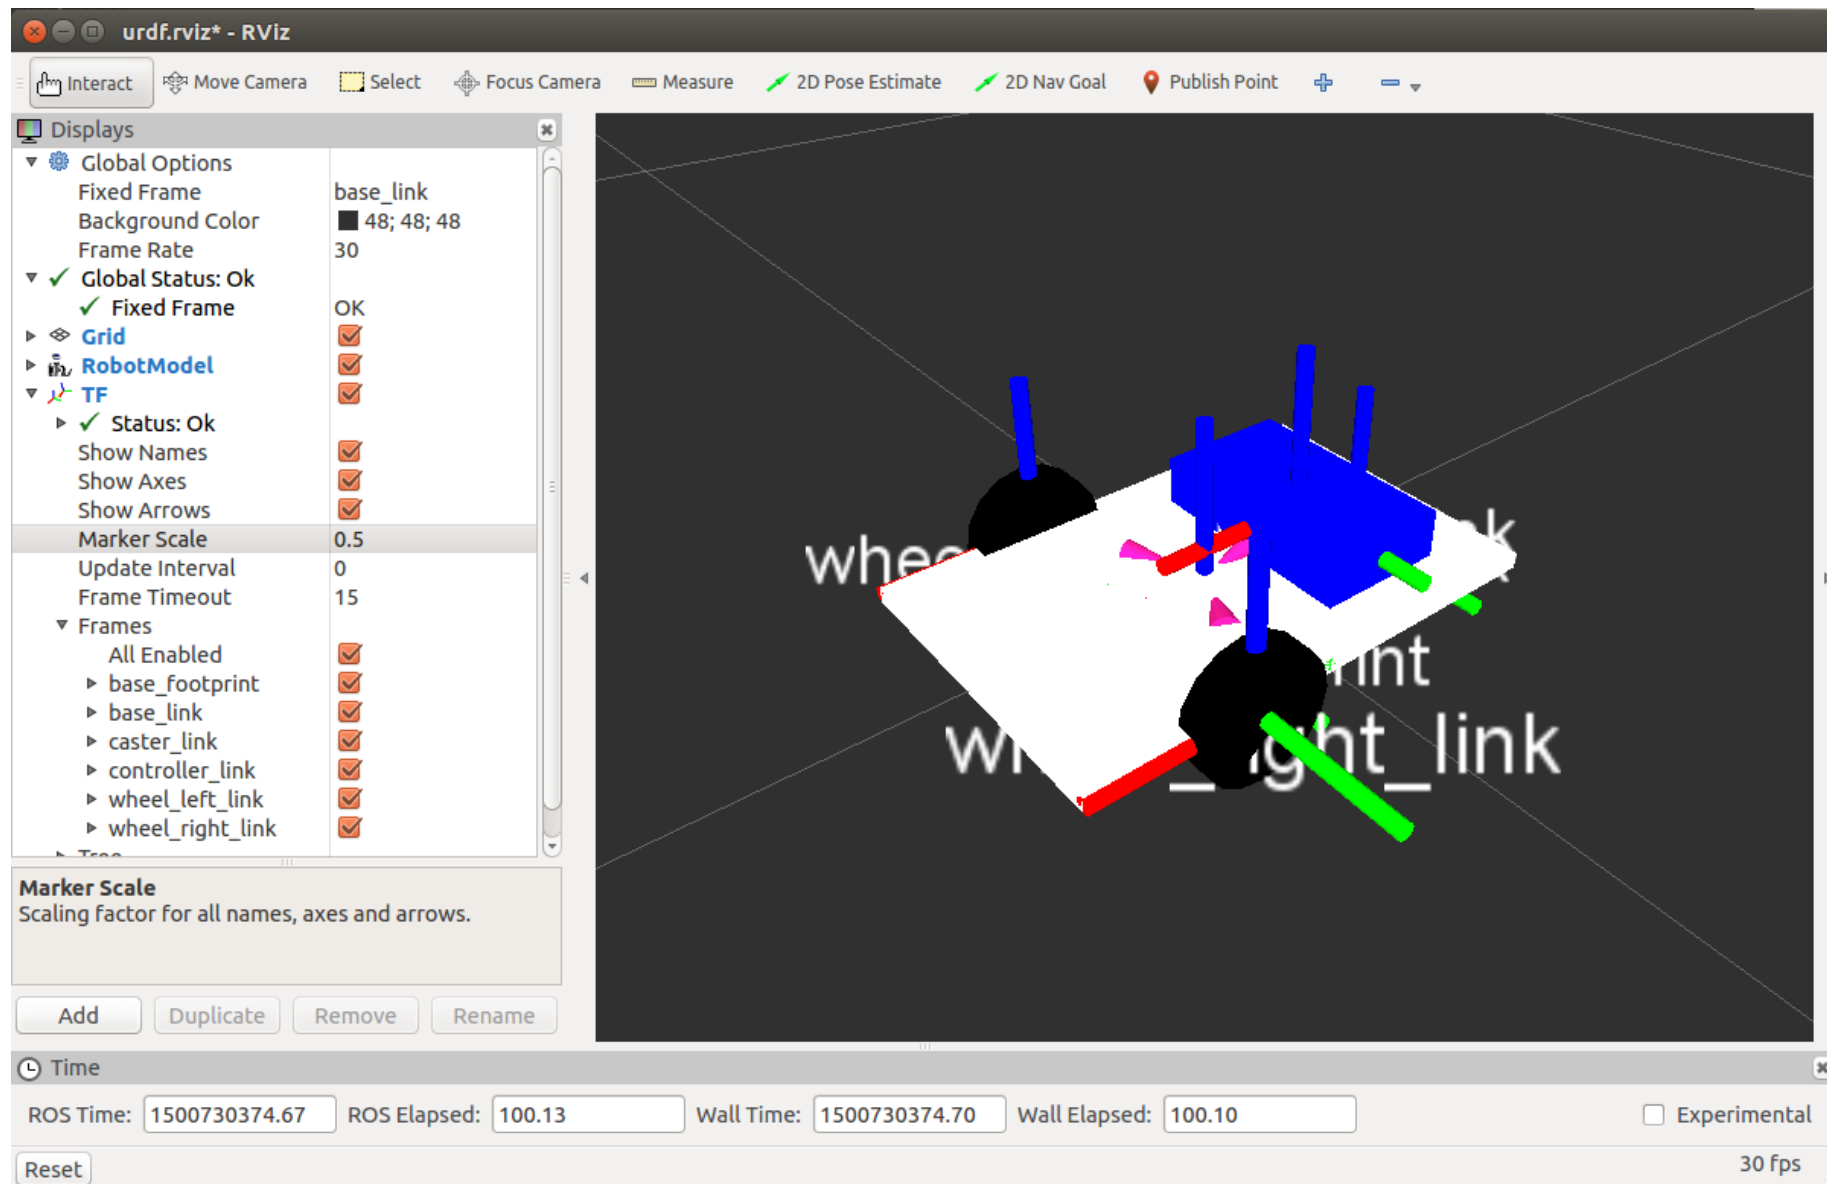 urdf.rviz* - RViz
Interact Move Camera Select Focus Camera Measure 2D Pose Estimate 2D Nav Goal Publish Point
Displays
Global Options
Fixed Frame base_link
Background Color 48; 48; 48
Frame Rate 30
Global Status: Ok
Fixed Frame OK
Grid
RobotModel
TF
Status: Ok
Show Names
Show Axes
Show Arrows
Marker Scale 0.5
Update Interval 0
Frame Timeout 15
Frames
All Enabled
base_footprint
base_link
caster_link
controller_link
wheel_left_link
wheel_right_link
Tree
Marker Scale
Scaling factor for all names, axes and arrows.
Add Duplicate Remove Rename
Time
ROS Time: 1500730374.67 ROS Elapsed: 100.13 Wall Time: 1500730374.70 Wall Elapsed: 100.10 Experimental
Reset 30 fps